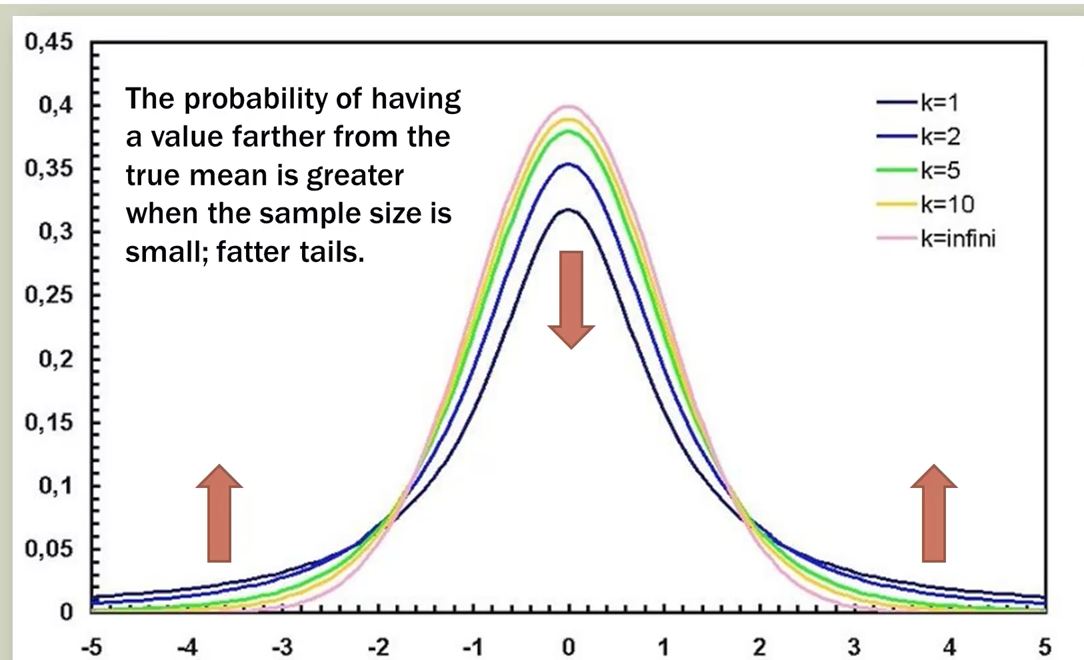 0,45
The probability of having
a value farther from the
true mean is greater
when the sample size is
small; fatter tails.
k=1
k=2
k=5
k=10
k=infini
0,4
0,35
0,3
0,25
0,2
0,15
0,1
0,05
0
-5 -4 -3 -2 -1 0 1 2 3 4 5